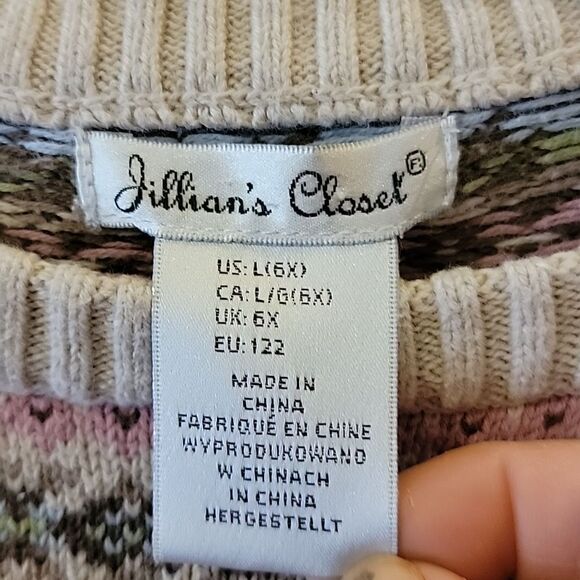 Jillian's Closet®
US: L(6X)
CA: L/G(6X)
UK: 6X
EU: 122
MADE IN
CHINA
FABRIQUÉ EN CHINE
WYPRODUKOWANO
W CHINACH
IN CHINA
HERGESTELLT